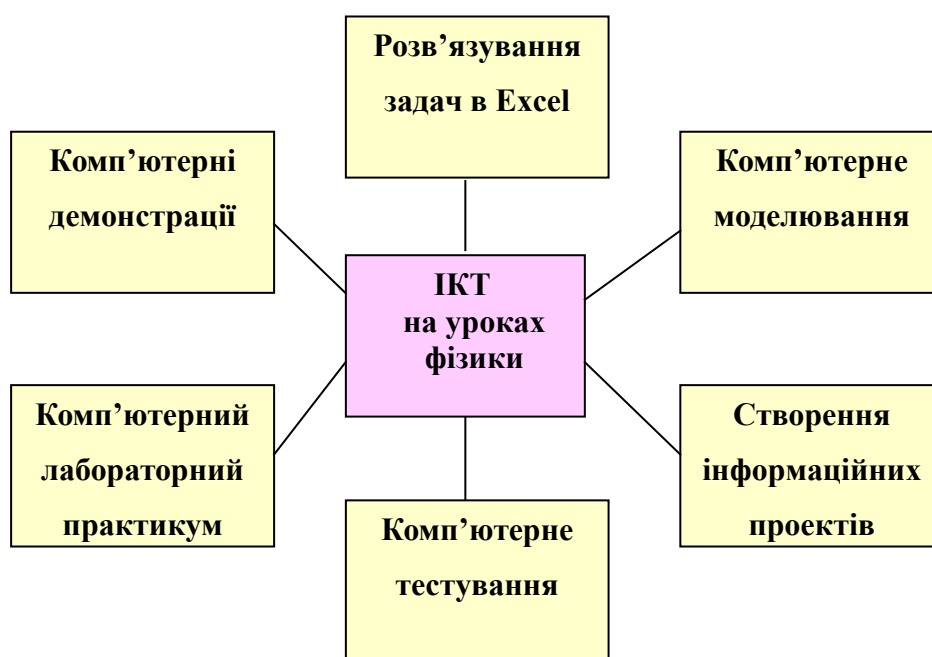 Розв’язування
задач в Excel
Комп’ютерні
демонстрації
Комп’ютерне
моделювання
ІКТ
на уроках
фізики
Комп’ютерний
лабораторний
практикум
Створення
інформаційних
проектів
Комп’ютерне
тестування